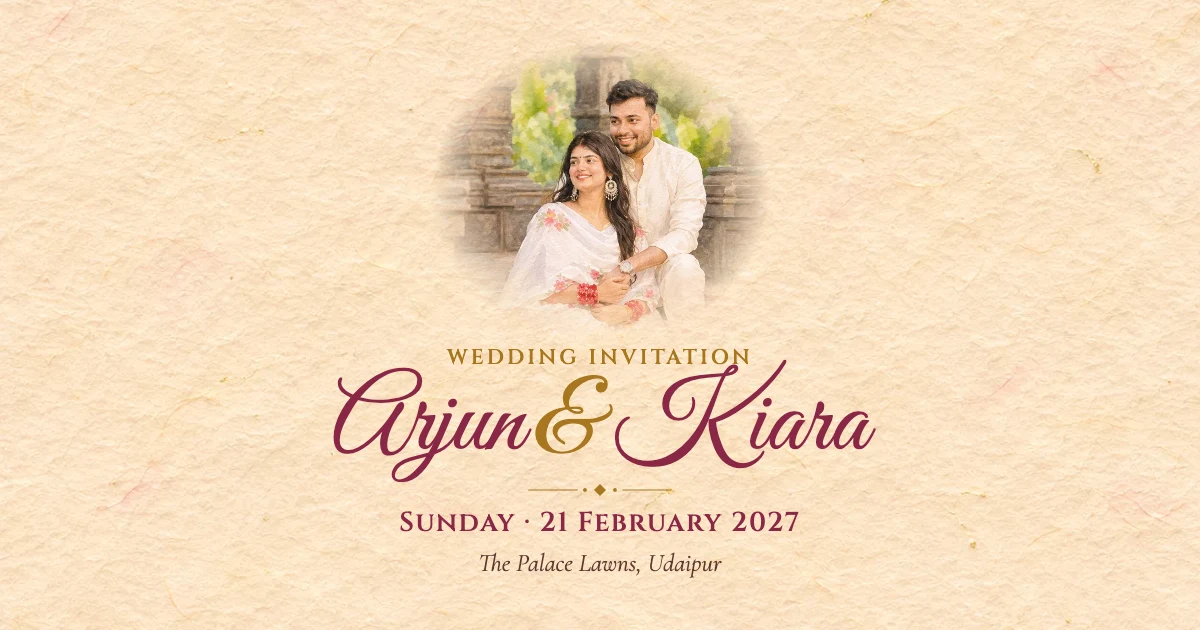 WEDDING INVITATION
Arjun & Kiara
SUNDAY · 21 FEBRUARY 2027
The Palace Lawns, Udaipur